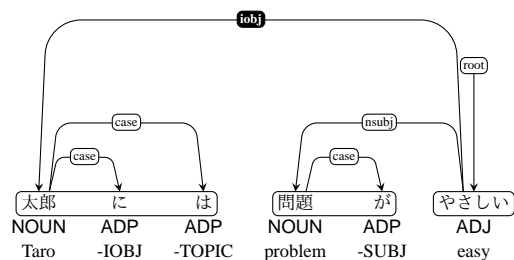 iobj
root
case
nsubj
case
case
太郎 に は 問題 が やさしい
NOUN ADP ADP NOUN ADP ADJ
Taro -IOBJ -TOPIC problem -SUBJ easy